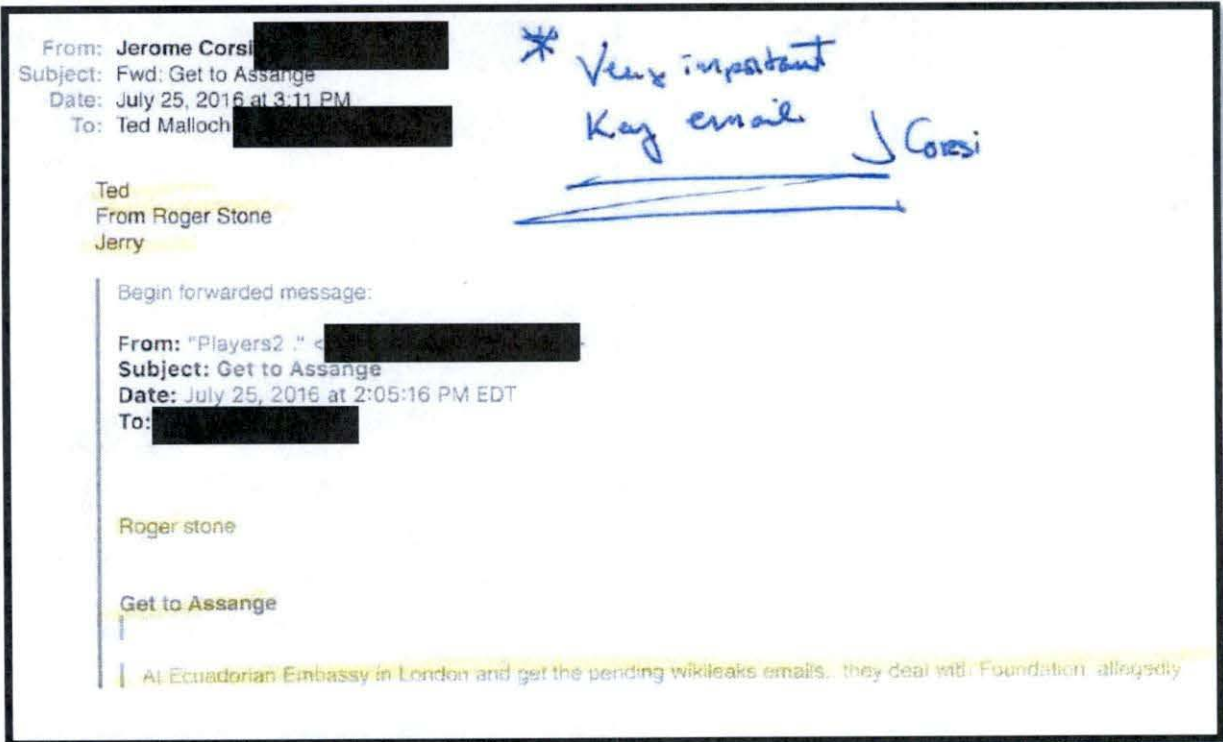 From: Jerome Corsi
Subject: Fwd: Get to Assange
Date: July 25, 2016 at 3:11 PM
To: Ted Malloch
* Very important
Key email
J Corsi
Ted
From Roger Stone
Jerry
Begin forwarded message:
From: "Players2 ." <
Subject: Get to Assange
Date: July 25, 2016 at 2:05:16 PM EDT
To:
Roger stone
Get to Assange
At Ecuadorian Embassy in London and get the pending wikileaks emails.. they deal with Foundation allegedly